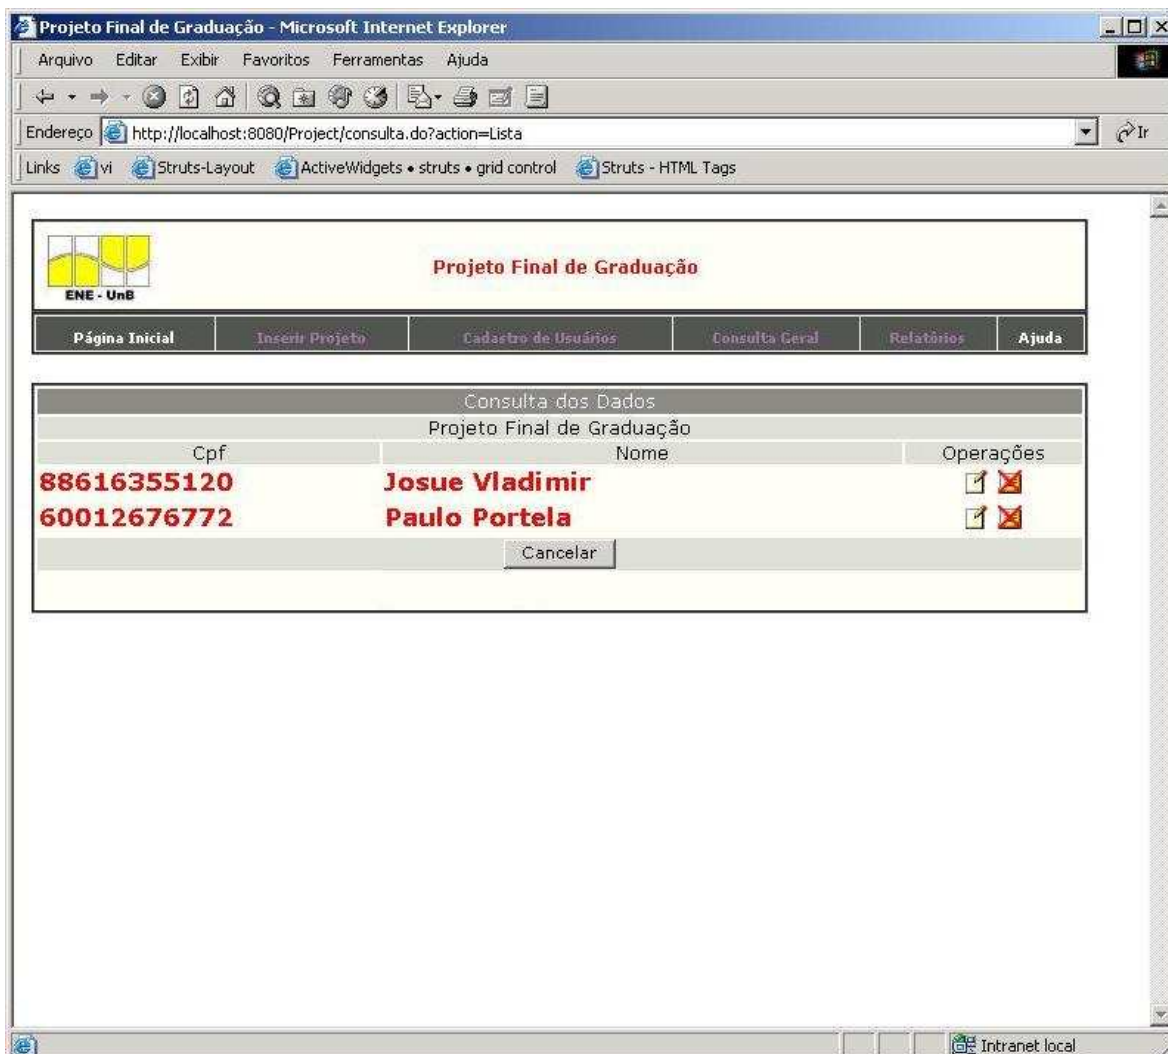 Projeto Final de Graduação - Microsoft Internet Explorer
Arquivo Editar Exibir Favoritos Ferramentas Ajuda
Endereço http://localhost:8080/Project/consulta.do?action=Lista Ir
Links vi Struts-Layout ActiveWidgets • struts • grid control Struts - HTML Tags
Projeto Final de Graduação
ENE - UnB
Página Inicial Inserir Projeto Cadastro de Usuários Consulta Geral Relatórios Ajuda
Consulta dos Dados
Projeto Final de Graduação
Cpf Nome Operações
88616355120 Josue Vladimir
60012676772 Paulo Portela
Cancelar
Intranet local